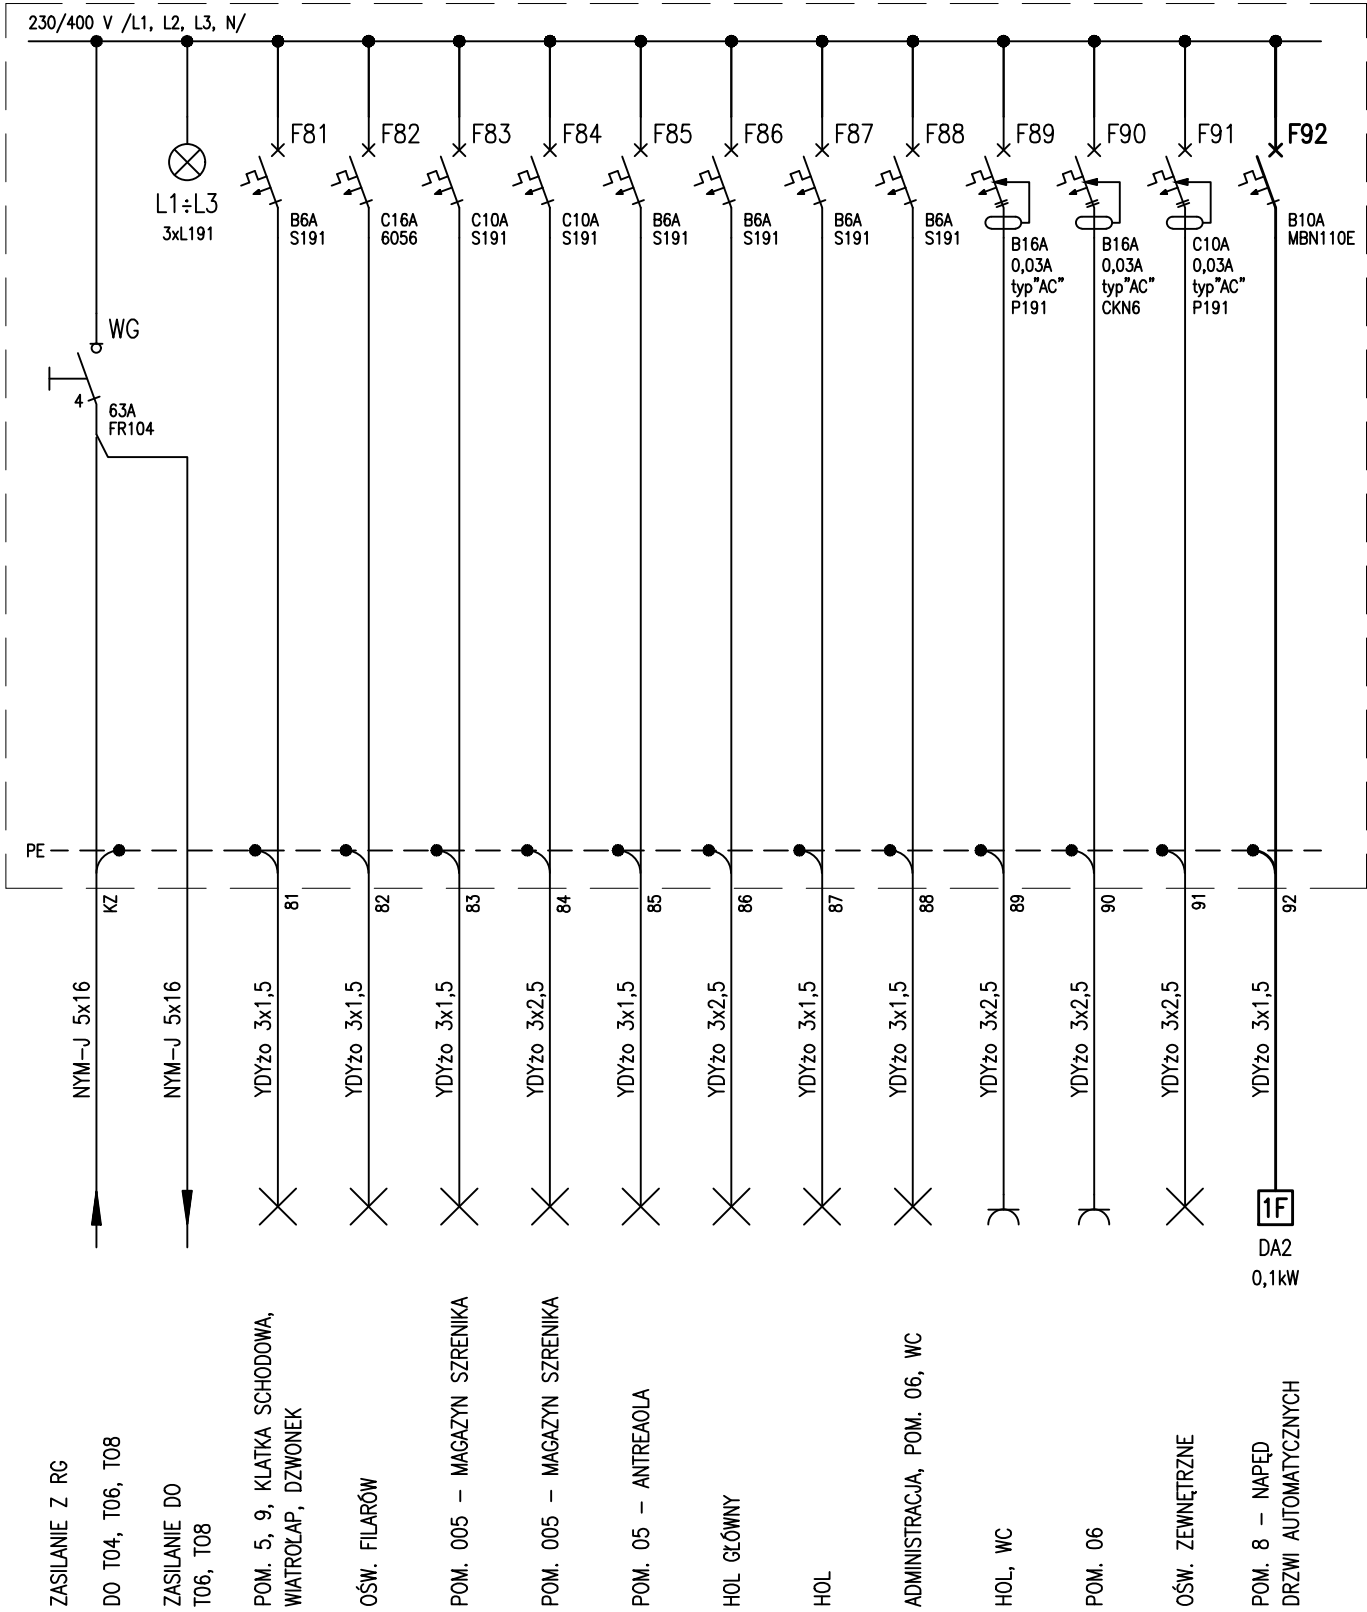 230/400 V /L1, L2, L3, N/
F81
F82
F83
F84
F85
F86
F87
F88
F89
F90
F91
F92
L1÷L3
3xL191
B6A
S191
C16A
6056
C10A
S191
C10A
S191
B6A
S191
B6A
S191
B6A
S191
B6A
S191
B16A
0,03A
typ"AC"
P191
B16A
0,03A
typ"AC"
CKN6
C10A
0,03A
typ"AC"
P191
B10A
MBN110E
WG
4
63A
FR104
PE
KZ
81
82
83
84
85
86
87
88
89
90
91
92
NYM-J 5x16
NYM-J 5x16
YDYżo 3x1,5
YDYżo 3x1,5
YDYżo 3x1,5
YDYżo 3x2,5
YDYżo 3x1,5
YDYżo 3x2,5
YDYżo 3x1,5
YDYżo 3x1,5
YDYżo 3x2,5
YDYżo 3x2,5
YDYżo 3x2,5
YDYżo 3x1,5
1F
DA2
0,1kW
ZASILANIE Z RG
DO T04, T06, T08
ZASILANIE DO
T06, T08
POM. 5, 9, KLATKA SCHODOWA,
WIATROŁAP, DZWONEK
OŚW. FILARÓW
POM. 005 - MAGAZYN SZRENIKA
POM. 005 - MAGAZYN SZRENIKA
POM. 05 - ANTREAOLA
HOL GŁÓWNY
HOL
ADMINISTRACJA, POM. 06, WC
HOL, WC
POM. 06
OŚW. ZEWNĘTRZNE
POM. 8 - NAPĘD
DRZWI AUTOMATYCZNYCH